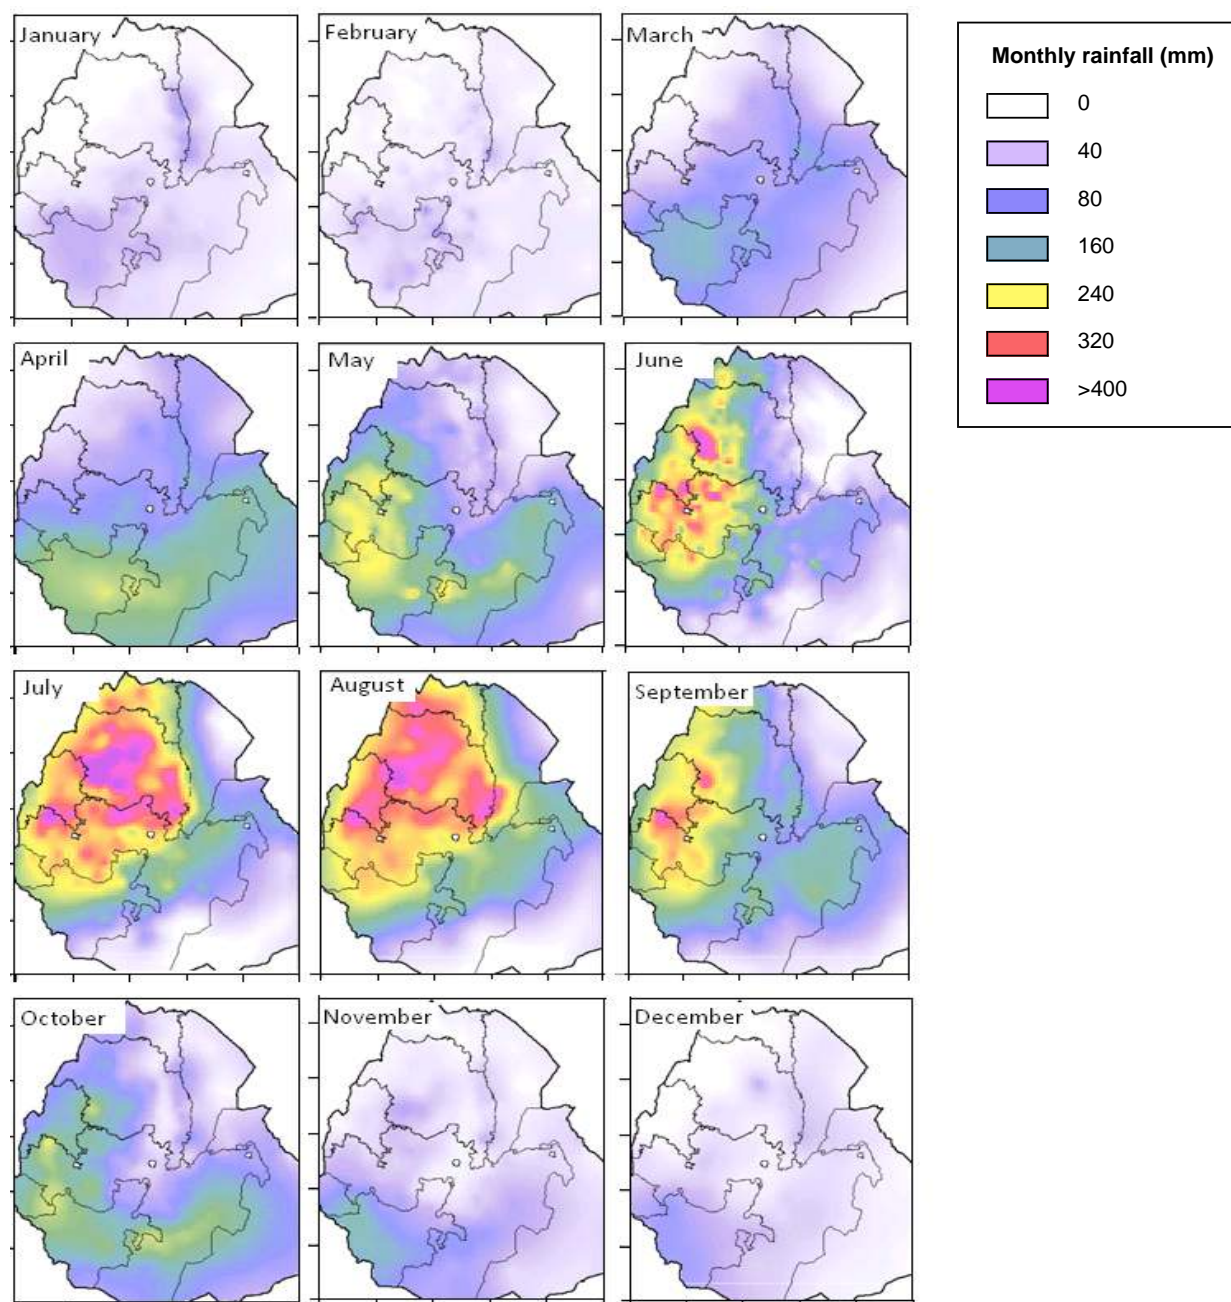 January
February
March
Monthly rainfall (mm)
0
40
80
160
240
320
>400
April
May
June
July
August
September
October
November
December